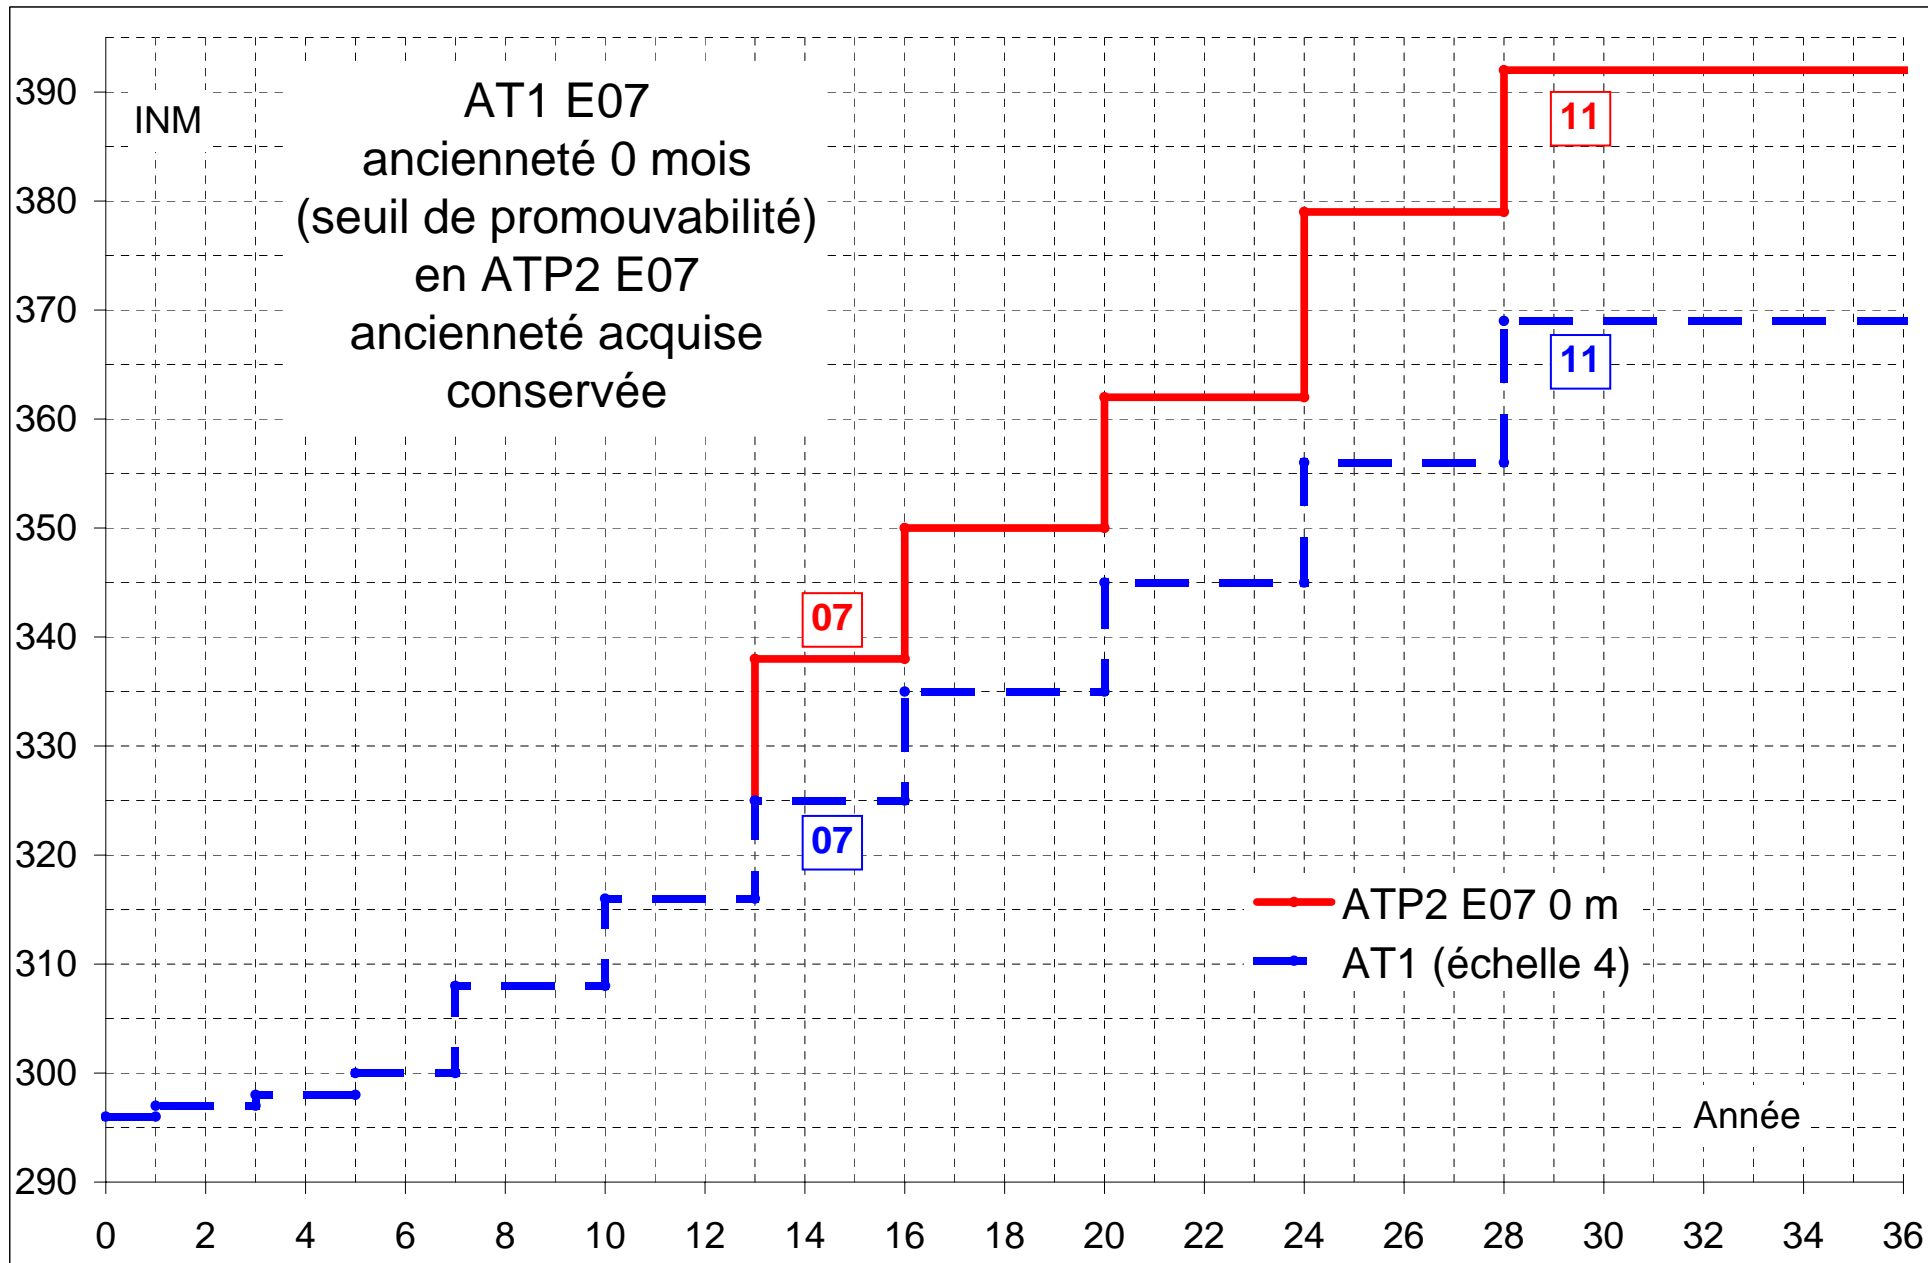 INM
AT1 E07
ancienneté 0 mois
(seuil de promouvabilité)
en ATP2 E07
ancienneté acquise
conservée
390
380
370
360
350
340
330
320
310
300
290
11
11
07
07
ATP2 E07 0 m
AT1 (échelle 4)
Année
0 2 4 6 8 10 12 14 16 18 20 22 24 26 28 30 32 34 36